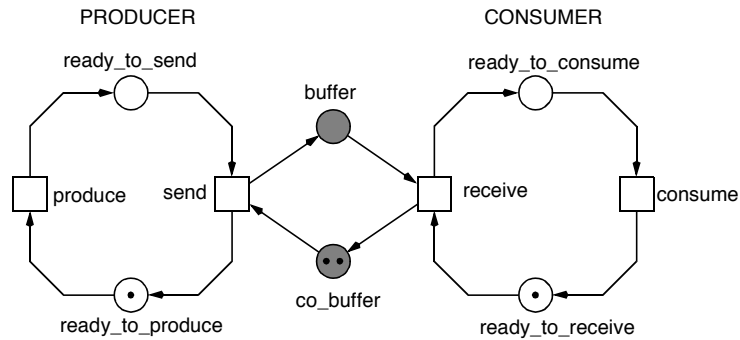 PRODUCER
CONSUMER
ready_to_send
ready_to_consume
buffer
produce
send
receive
consume
co_buffer
ready_to_produce
ready_to_receive